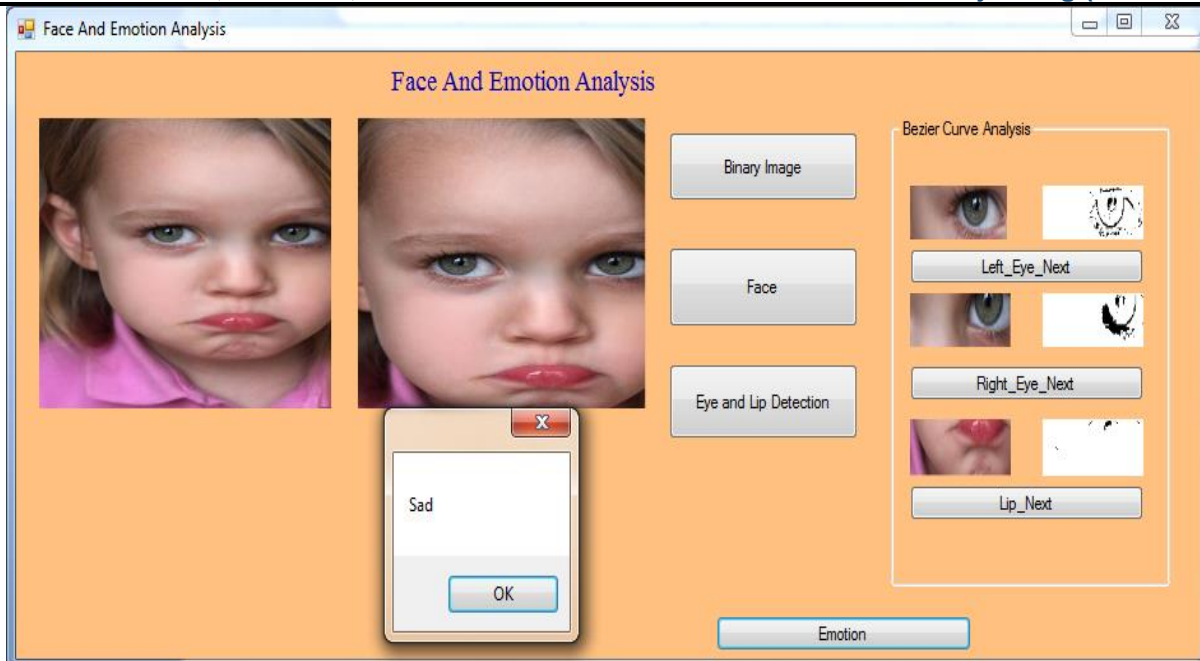 Face And Emotion Analysis
Face And Emotion Analysis
Binary Image
Face
Eye and Lip Detection
Bezier Curve Analysis
Left_Eye_Next
Right_Eye_Next
Lip_Next
Sad
OK
Emotion